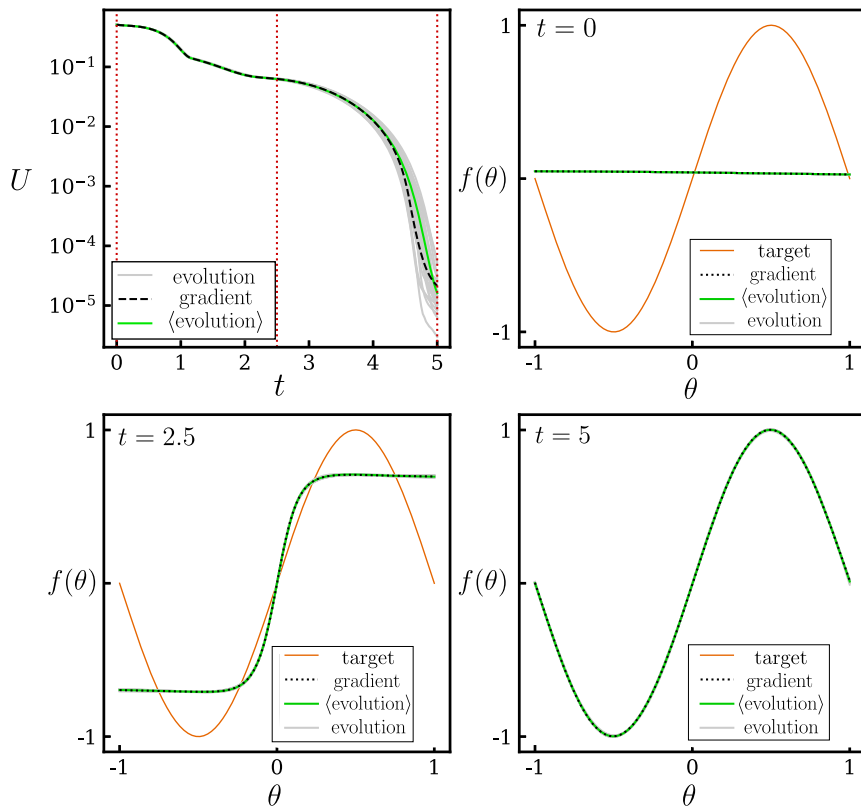 10⁻¹
10⁻²
U
10⁻³
10⁻⁴
10⁻⁵
evolution
gradient
⟨evolution⟩
0 1 2 3 4 5
t
t = 0
1
f(θ)
-1
target
gradient
⟨evolution⟩
evolution
-1 0 1
θ
t = 2.5
1
f(θ)
-1
target
gradient
⟨evolution⟩
evolution
-1 0 1
θ
t = 5
1
f(θ)
-1
target
gradient
⟨evolution⟩
evolution
-1 0 1
θ